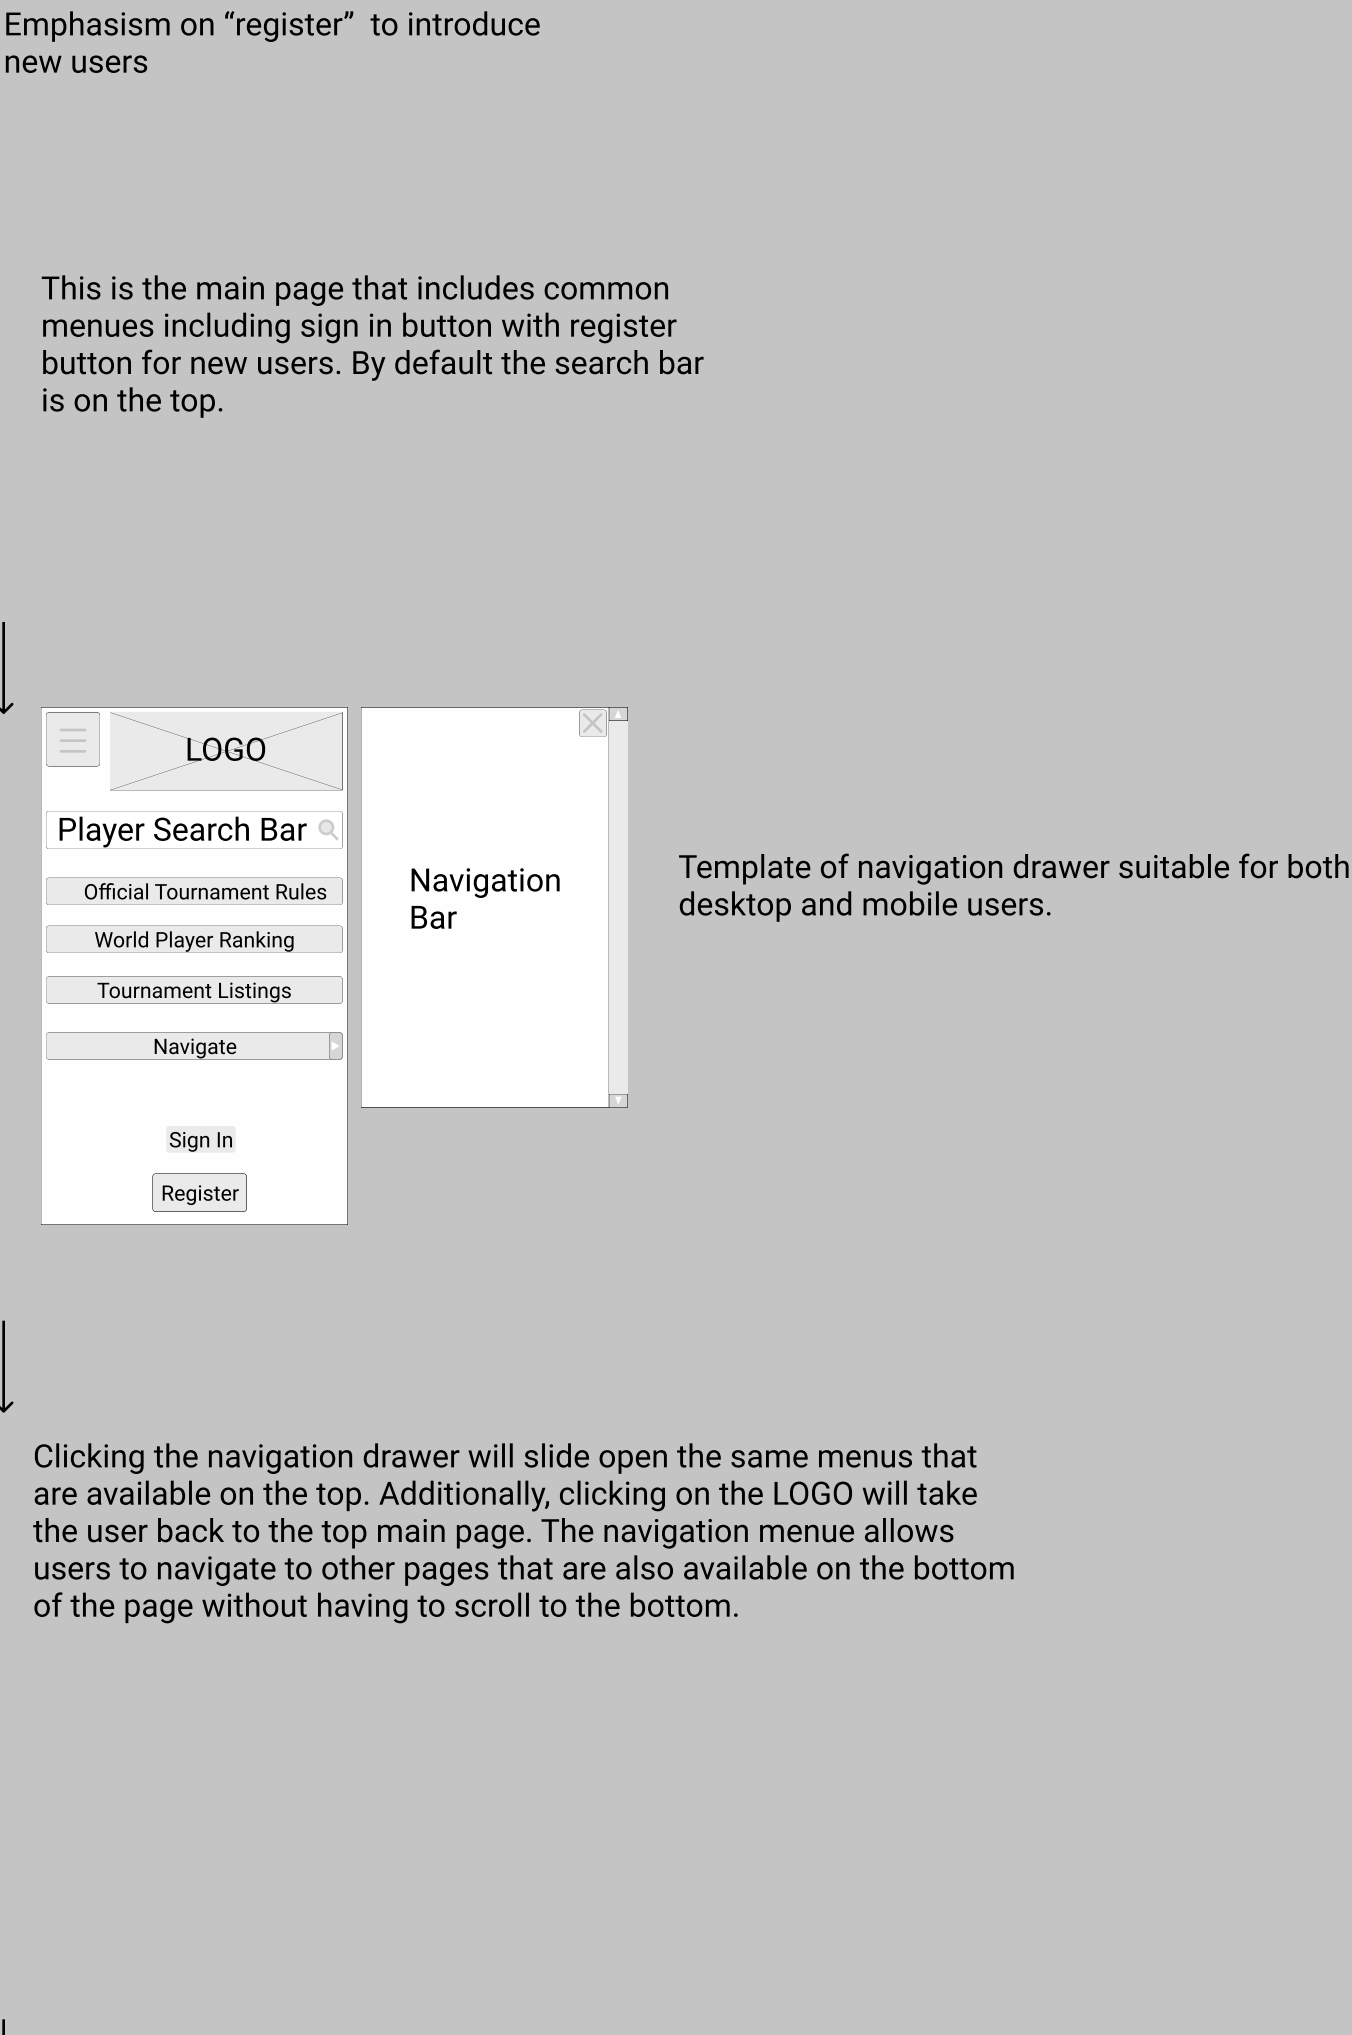 Emphasism on “register”  to introduce
new users
This is the main page that includes common
menues including sign in button with register
button for new users. By default the search bar
is on the top.
LOGO
Player Search Bar
Official Tournament Rules
World Player Ranking
Tournament Listings
Navigate
Sign In
Register
Navigation
Bar
Template of navigation drawer suitable for both
desktop and mobile users.
Clicking the navigation drawer will slide open the same menus that
are available on the top. Additionally, clicking on the LOGO will take
the user back to the top main page. The navigation menue allows
users to navigate to other pages that are also available on the bottom
of the page without having to scroll to the bottom.